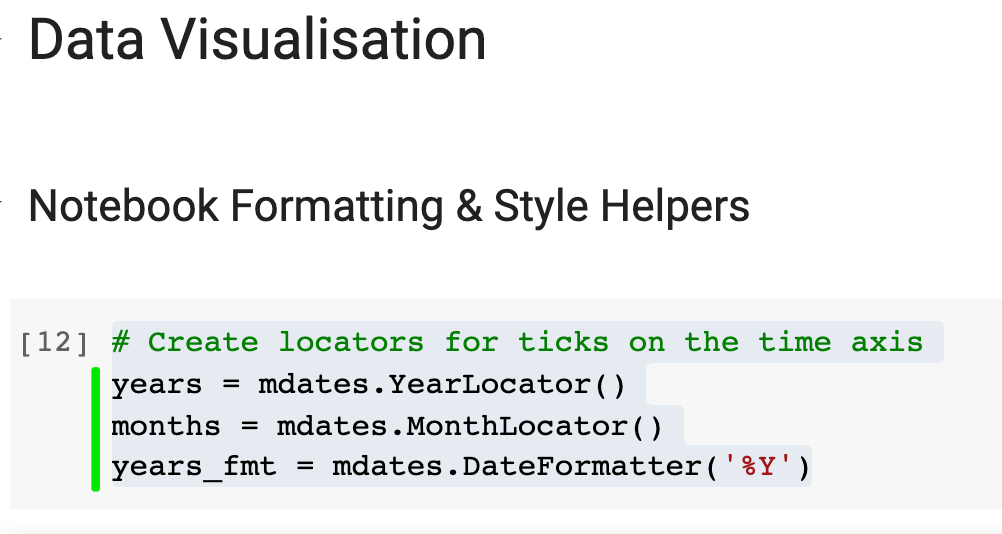 Data Visualisation
Notebook Formatting & Style Helpers
[12] # Create locators for ticks on the time axis
years = mdates.YearLocator()
months = mdates.MonthLocator()
years_fmt = mdates.DateFormatter('%Y')